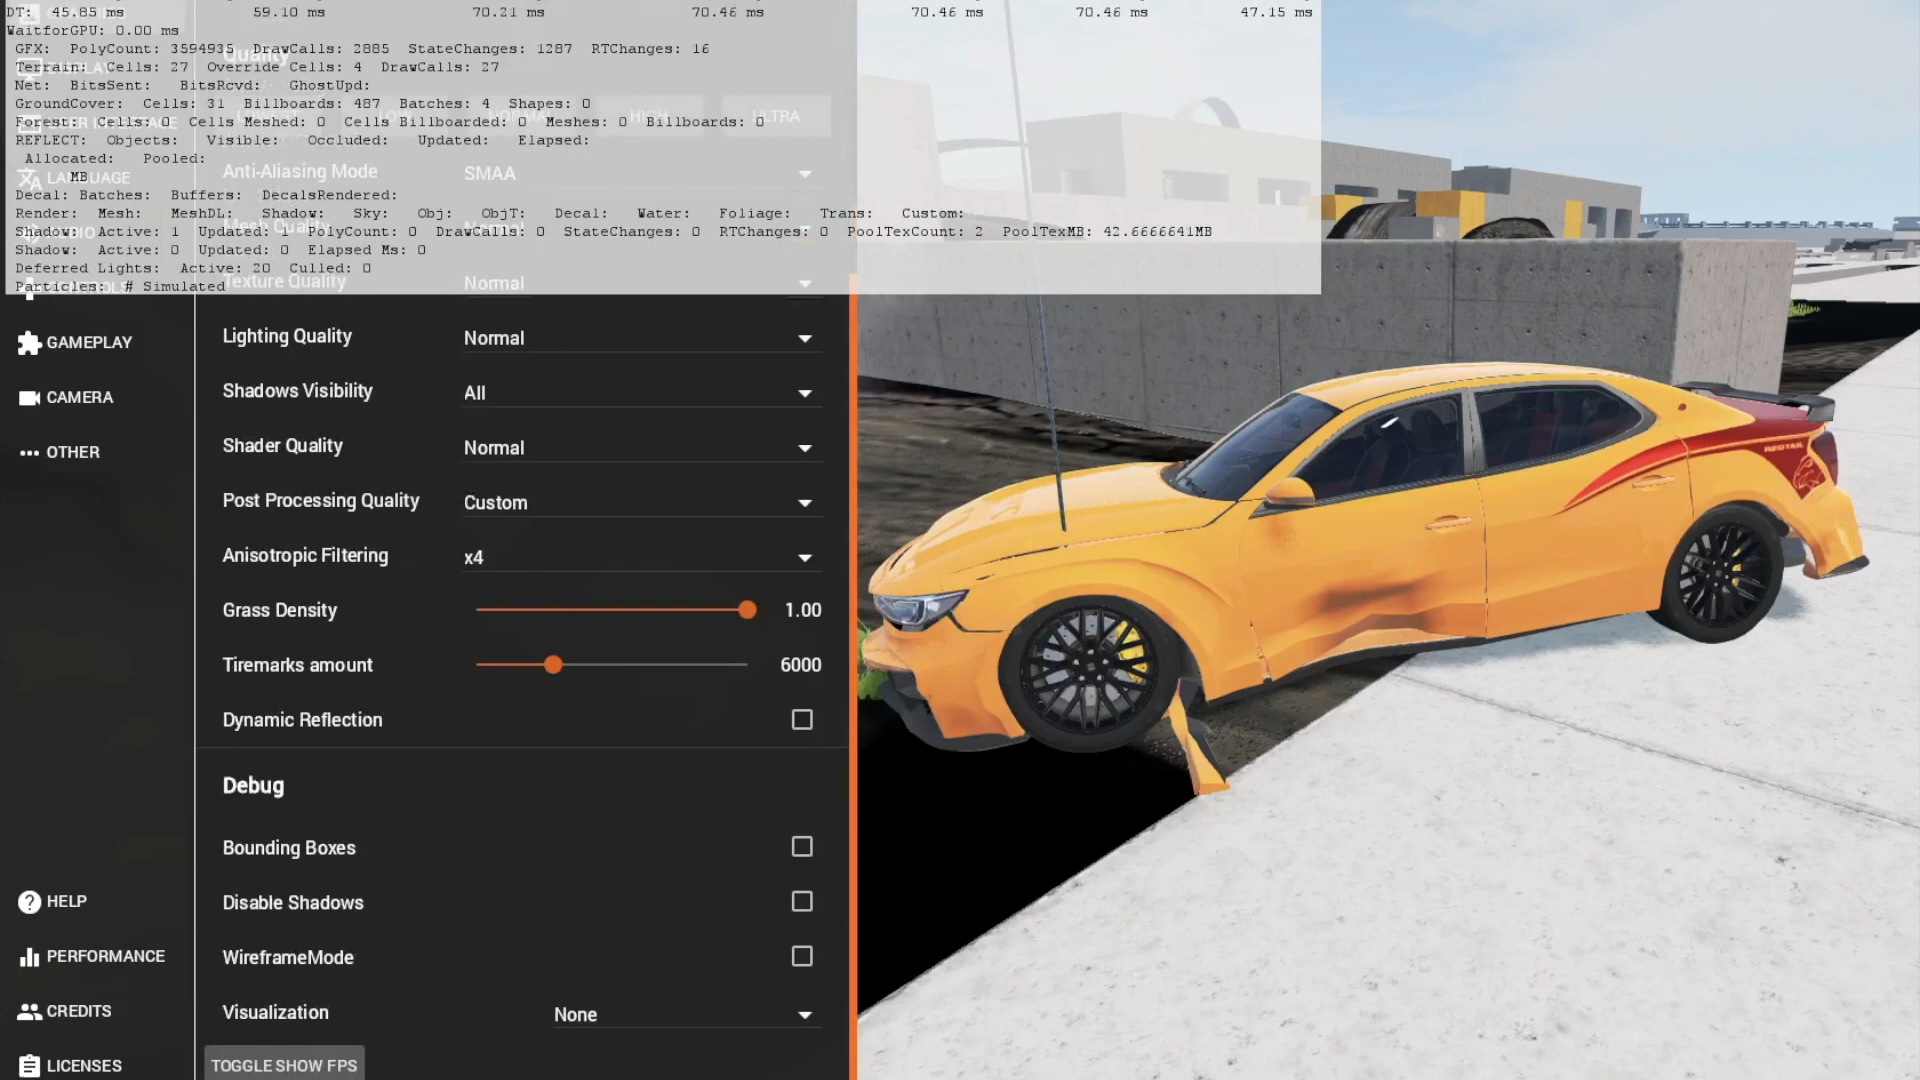 DT: 45.85 ms 59.10 ms 70.21 ms 70.46 ms 70.46 ms 70.46 ms 47.15 ms
WaitforGPU: 0.00 ms
GFX: PolyCount: 3594935 DrawCalls: 2885 StateChanges: 1287 RTChanges: 16
Quality
Terrain: Cells: 27 Override Cells: 4 DrawCalls: 27
Net: BitsSent: BitsRcvd: GhostUpd:
GroundCover: Cells: 31 Billboards: 487 Batches: 4 Shapes: 0
ULTRA
Forest: Cells: 0 Cells Meshed: 0 Cells Billboarded: 0 Meshes: 0 Billboards: 0
REFLECT: Objects: Visible: Occluded: Updated: Elapsed:
Allocated: Pooled:
Anti-Aliasing Mode SMAA
MB
LANGUAGE
Decal: Batches: Buffers: DecalsRendered:
Render: Mesh: MeshDL: Shadow: Sky: Obj: ObjT: Decal: Water: Foliage: Trans: Custom:
Mesh Quality Normal
Shadow: Active: 1 Updated: 1 PolyCount: 0 DrawCalls: 0 StateChanges: 0 RTChanges: 0 PoolTexCount: 2 PoolTexMB: 42.6666641MB
Shadow: Active: 0 Updated: 0 Elapsed Ms: 0
Deferred Lights: Active: 20 Culled: 0
Texture Quality Normal
Particles: # Simulated
Lighting Quality Normal
GAMEPLAY
Shadows Visibility All
CAMERA
Shader Quality Normal
OTHER
Post Processing Quality Custom
Anisotropic Filtering x4
Grass Density 1.00
Tiremarks amount 6000
Dynamic Reflection
Debug
Bounding Boxes
Disable Shadows
HELP
WireframeMode
PERFORMANCE
Visualization None
CREDITS
TOGGLE SHOW FPS
LICENSES
REDTAIL